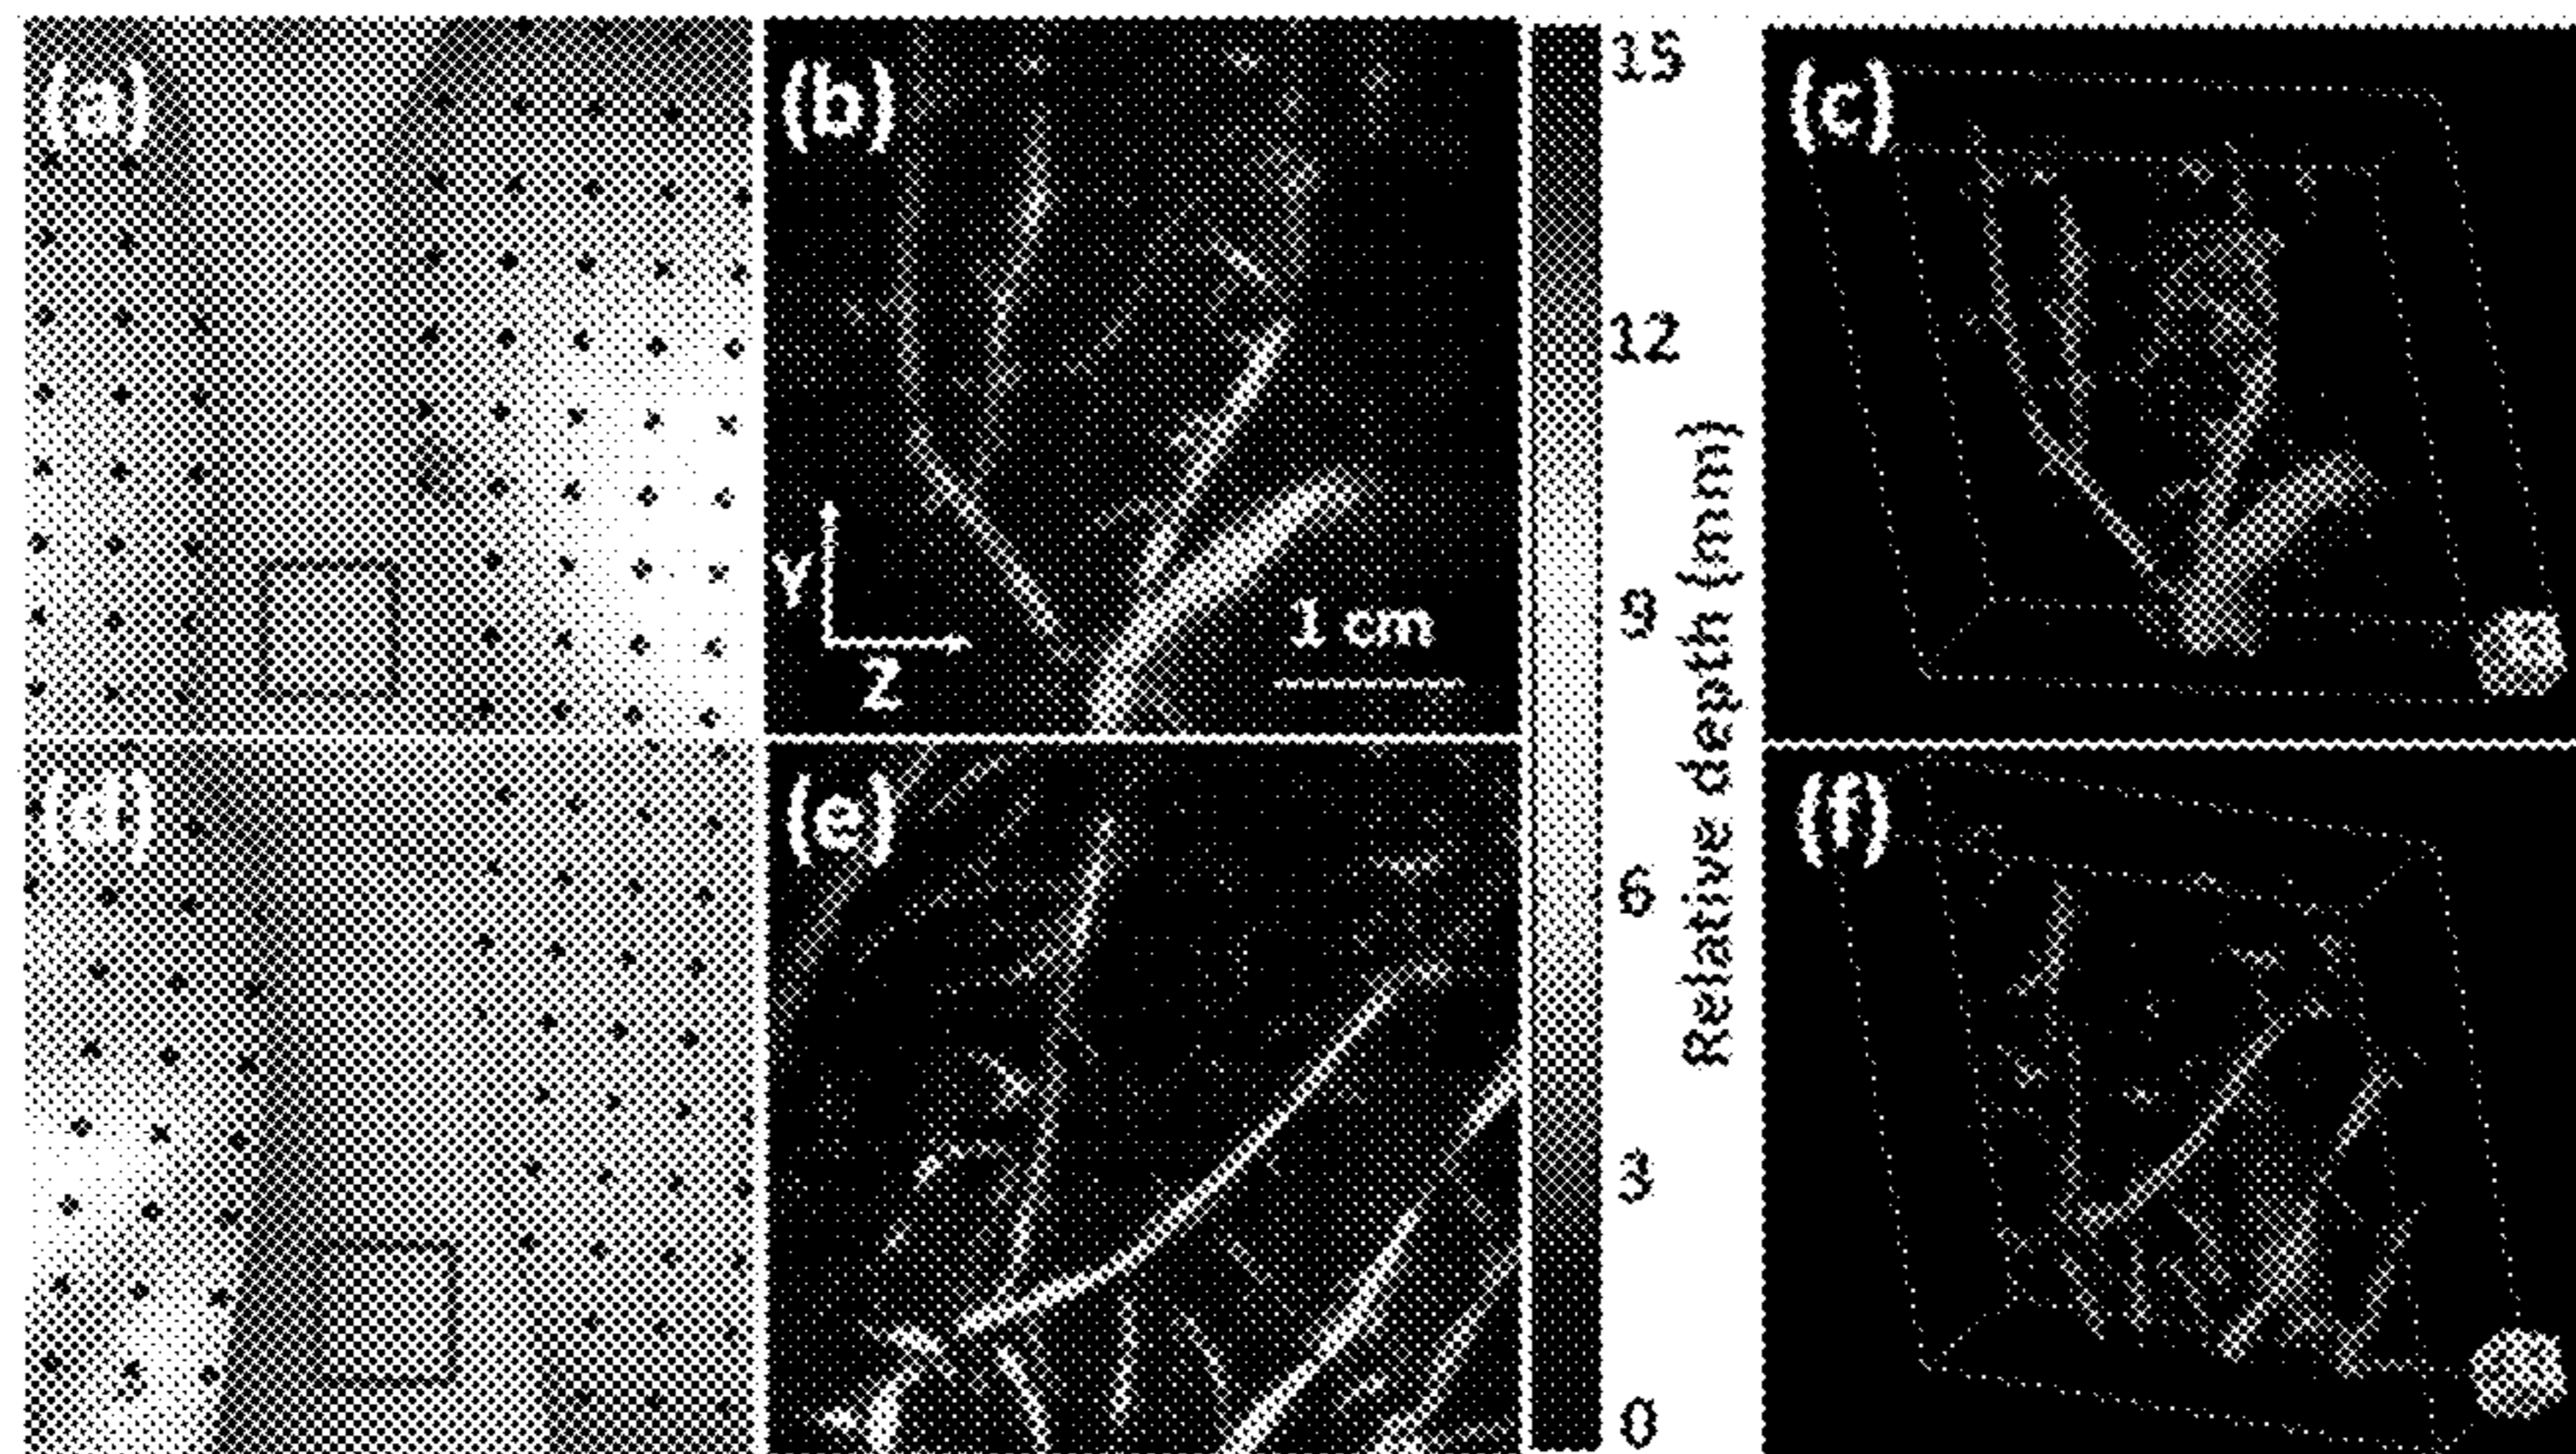 (a)
(b)
Y
Z
1 cm
15
12
9
6
3
0
Relative depth (mm)
(c)
(d)
(e)
(f)